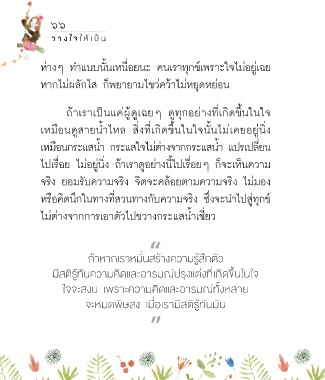 ๖๖
วางใจให้เป็น
ห่างๆ ทำแบบนั้นเหนื่อยนะ คนเราทุกข์เพราะใจไม่อยู่เฉย
หากไม่ผลักไส ก็พยายามไขว่คว้าไม่หยุดหย่อน
ถ้าเราเป็นแค่ผู้ดูเฉยๆ ดูทุกอย่างที่เกิดขึ้นในใจ
เหมือนดูสายน้ำไหล สิ่งที่เกิดขึ้นในใจนั้นไม่เคยอยู่นิ่ง
เหมือนกระแสน้ำ กระแสใจไม่ต่างจากกระแสน้ำ แปรเปลี่ยน
ไปเรื่อย ไม่อยู่นิ่ง ถ้าเราดูอย่างนี้ไปเรื่อยๆ ก็จะเห็นความ
จริง ยอมรับความจริง จิตจะคล้อยตามความจริง ไม่มอง
หรือคิดนึกในทางที่สวนทางกับความจริง ซึ่งจะนำไปสู่ทุกข์
ไม่ต่างจากการเอาตัวไปขวางกระแสน้ำเชี่ยว
“
ถ้าหากเราหมั่นสร้างความรู้สึกตัว
มีสติรู้ทันความคิดและอารมณ์ปรุงแต่งที่เกิดขึ้นในใจ
ใจจะสงบ เพราะความคิดและอารมณ์ทั้งหลาย
จะหมดพิษสง เมื่อเรามีสติรู้ทันมัน
”